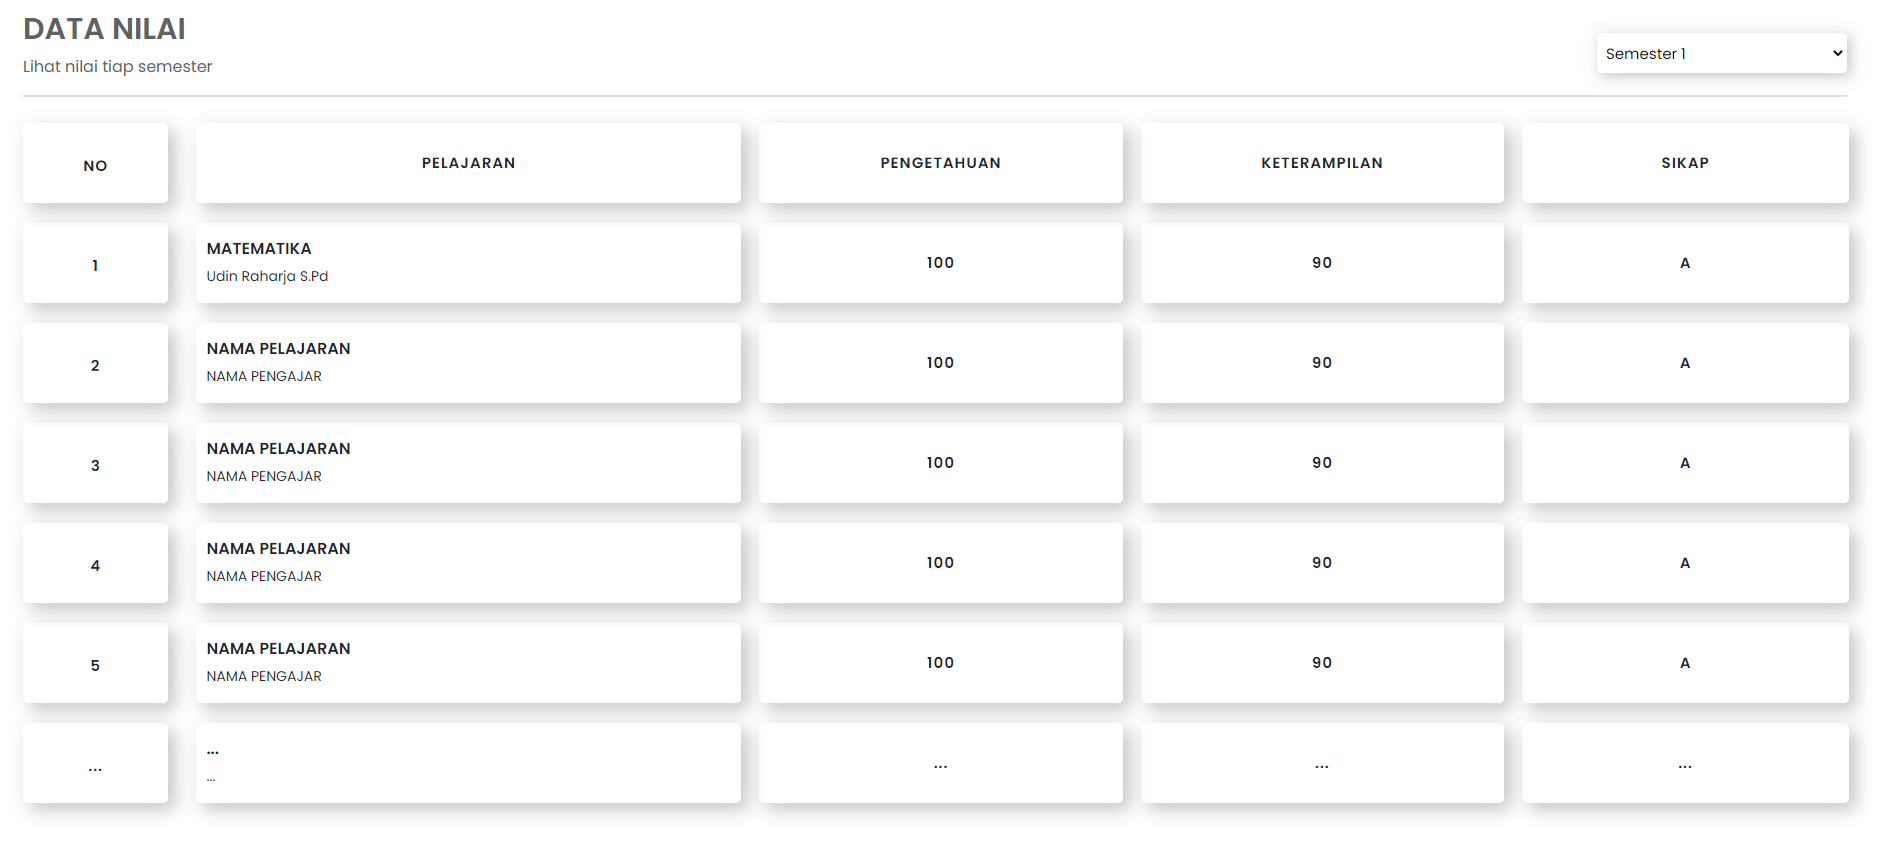 DATA NILAI
Lihat nilai tiap semester
Semester 1
NO PELAJARAN PENGETAHUAN KETERAMPILAN SIKAP
1 MATEMATIKA 100 90 A
Udin Raharja S.Pd
2 NAMA PELAJARAN 100 90 A
NAMA PENGAJAR
3 NAMA PELAJARAN 100 90 A
NAMA PENGAJAR
4 NAMA PELAJARAN 100 90 A
NAMA PENGAJAR
5 NAMA PELAJARAN 100 90 A
NAMA PENGAJAR
... ... ... ... ...
...